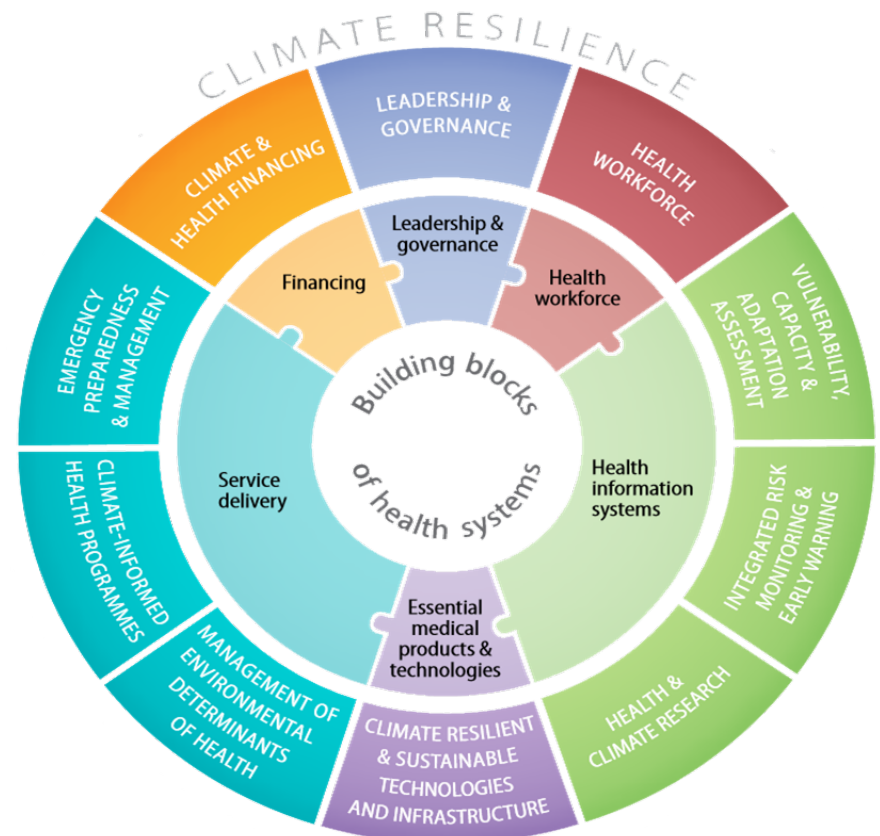 CLIMATE RESILIENCE
LEADERSHIP &
GOVERNANCE
HEALTH
WORKFORCE
VULNERABILITY,
CAPACITY &
ADAPTATION
ASSESSMENT
INTEGRATED RISK
MONITORING &
EARLY WARNING
HEALTH &
CLIMATE RESEARCH
CLIMATE RESILIENT
& SUSTAINABLE
TECHNOLOGIES
AND INFRASTRUCTURE
MANAGEMENT OF
ENVIRONMENTAL
DETERMINANTS
OF HEALTH
CLIMATE-INFORMED
HEALTH PROGRAMMES
EMERGENCY
PREPAREDNESS
& MANAGEMENT
CLIMATE &
HEALTH FINANCING
Leadership &
governance
Health
workforce
Health
information
systems
Essential
medical
products &
technologies
Service
delivery
Financing
Building blocks
of health systems